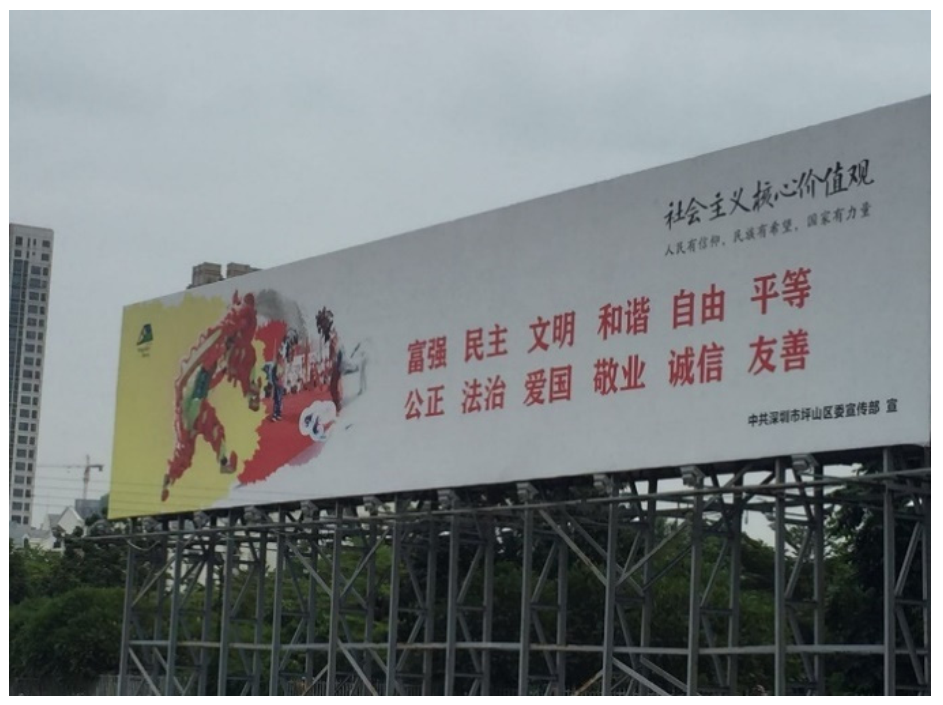 社会主义核心价值观
人民有信仰，民族有希望，国家有力量
富强 民主 文明 和谐 自由 平等
公正 法治 爱国 敬业 诚信 友善
中共深圳市坪山区委宣传部 宣